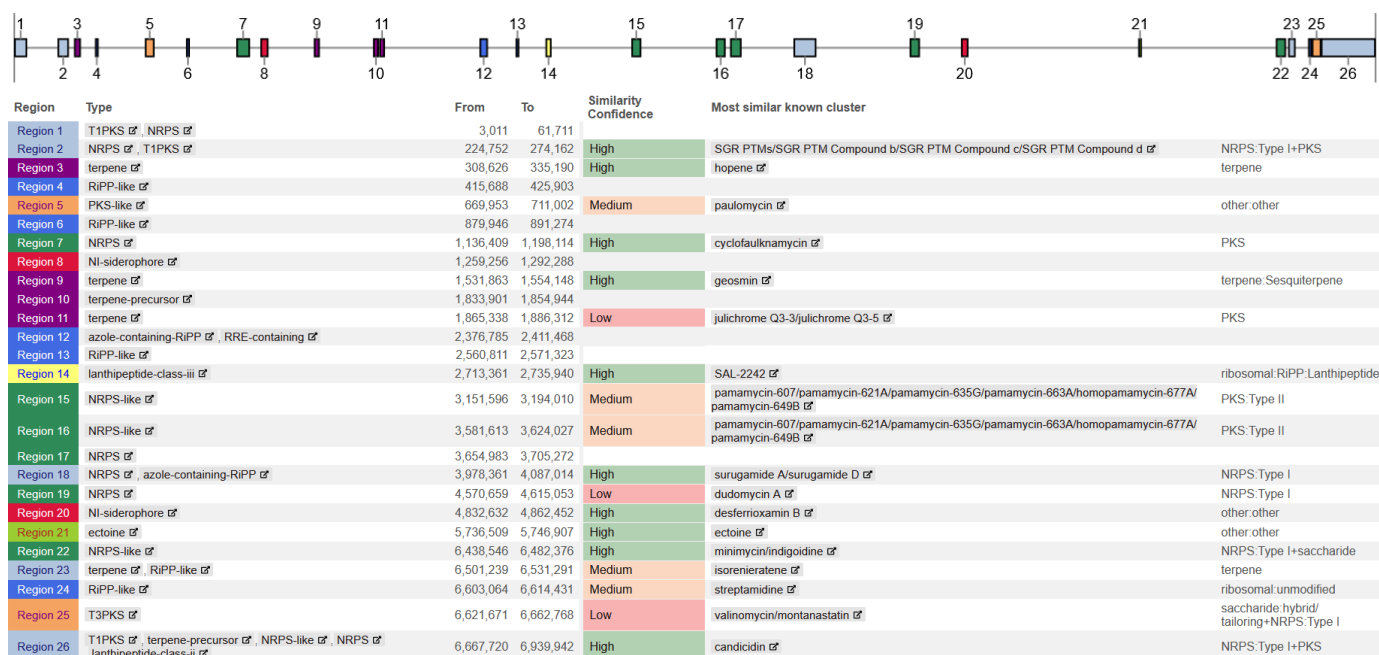 1 3 5 7 9 11 13 15 17 19 21 23 25
2 4 6 8 10 12 14 16 18 20 22 24 26
Region Type From To Similarity Confidence Most similar known cluster
Region 1 T1PKS , NRPS 3,011 61,711
Region 2 NRPS , T1PKS 224,752 274,162 High SGR PTMs/SGR PTM Compound b/SGR PTM Compound c/SGR PTM Compound d NRPS:Type I+PKS
Region 3 terpene 308,626 335,190 High hopene terpene
Region 4 RiPP-like 415,688 425,903
Region 5 PKS-like 669,953 711,002 Medium paulomycin other:other
Region 6 RiPP-like 879,946 891,274
Region 7 NRPS 1,136,409 1,198,114 High cyclofaulknamycin PKS
Region 8 NI-siderophore 1,259,256 1,292,288
Region 9 terpene 1,531,863 1,554,148 High geosmin terpene:Sesquiterpene
Region 10 terpene-precursor 1,833,901 1,854,944
Region 11 terpene 1,865,338 1,886,312 Low julichrome Q3-3/julichrome Q3-5 PKS
Region 12 azole-containing-RiPP , RRE-containing 2,376,785 2,411,468
Region 13 RiPP-like 2,560,811 2,571,323
Region 14 lanthipeptide-class-iii 2,713,361 2,735,940 High SAL-2242 ribosomal:RiPP:Lanthipeptide
Region 15 NRPS-like 3,151,596 3,194,010 Medium pamamycin-607/pamamycin-621A/pamamycin-635G/pamamycin-663A/homopamamycin-677A/
pamamycin-649B PKS:Type II
Region 16 NRPS-like 3,581,613 3,624,027 Medium pamamycin-607/pamamycin-621A/pamamycin-635G/pamamycin-663A/homopamamycin-677A/
pamamycin-649B PKS:Type II
Region 17 NRPS 3,654,983 3,705,272
Region 18 NRPS , azole-containing-RiPP 3,978,361 4,087,014 High surugamide A/surugamide D NRPS:Type I
Region 19 NRPS 4,570,659 4,615,053 Low dudomycin A NRPS:Type I
Region 20 NI-siderophore 4,832,632 4,862,452 High desferrioxamin B other:other
Region 21 ectoine 5,736,509 5,746,907 High ectoine other:other
Region 22 NRPS-like 6,438,546 6,482,376 High minimycin/indigoidine NRPS:Type I+saccharide
Region 23 terpene , RiPP-like 6,501,239 6,531,291 Medium isorenieratene terpene
Region 24 RiPP-like 6,603,064 6,614,431 Medium streptamidine ribosomal:unmodified
Region 25 T3PKS 6,621,671 6,662,768 Low valinomycin/montanastatin saccharide:hybrid/
tailoring+NRPS:Type I
Region 26 T1PKS , terpene-precursor , NRPS-like , NRPS ,
lanthipeptide-class-ii 6,667,720 6,939,942 High candicidin NRPS:Type I+PKS